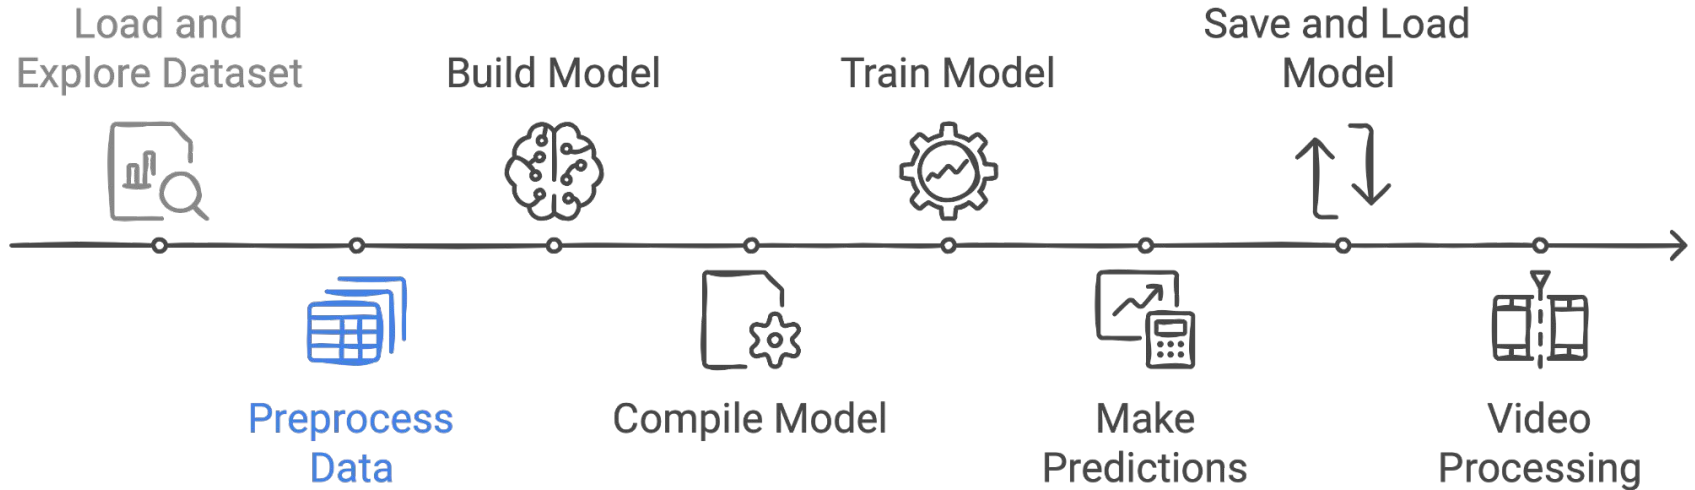 Load and
Explore Dataset
Preprocess
Data
Build Model
Compile Model
Train Model
Make
Predictions
Save and Load
Model
Video
Processing